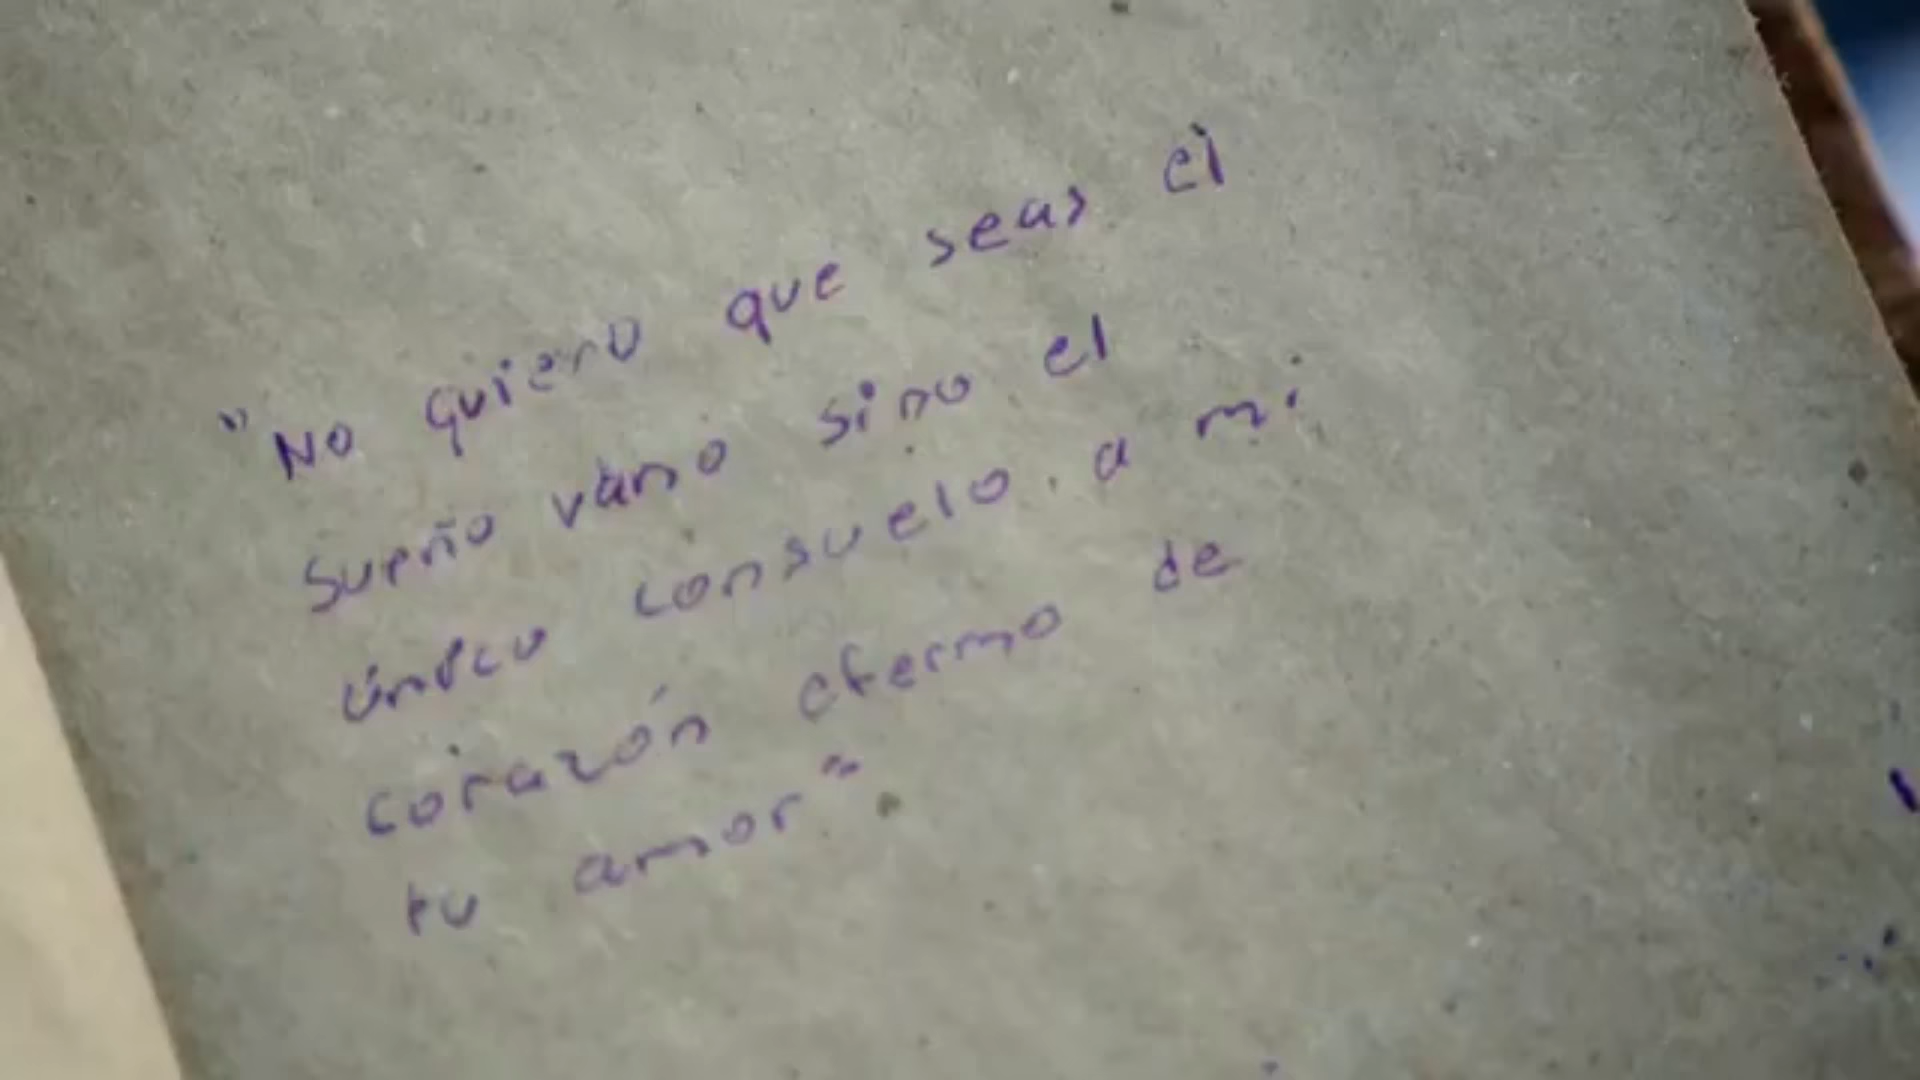 "No quiero que seas el
sueño vano sino el
único consuelo a mi
corazón efermo de
tu amor"